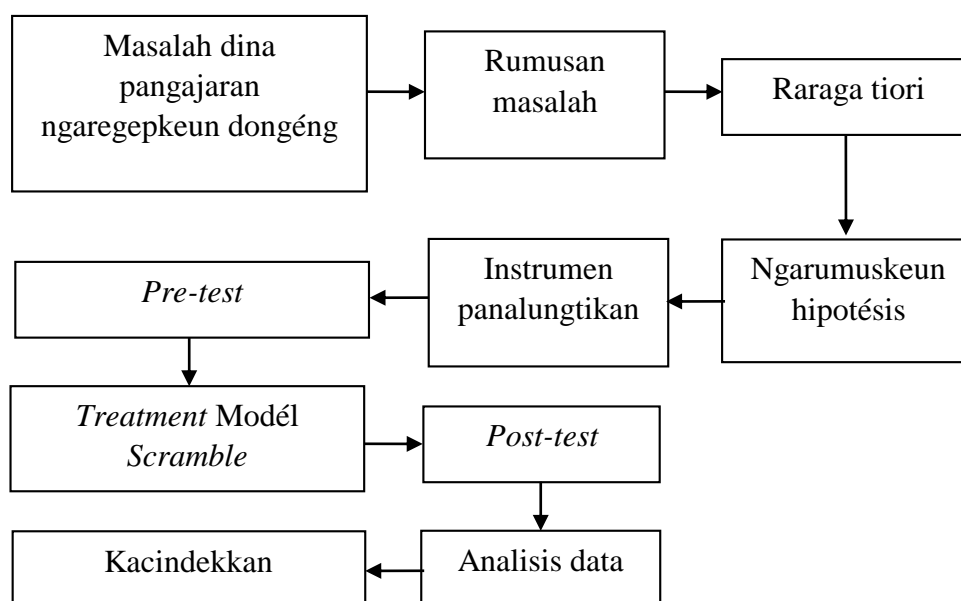 Masalah dina
pangajaran
ngaregepkeun dongéng
Rumusan
masalah
Raraga tiori
Ngarumuskeun
hipotésis
Instrumen
panalungtikan
Pre-test
Treatment Modél
Scramble
Post-test
Analisis data
Kacindekkan